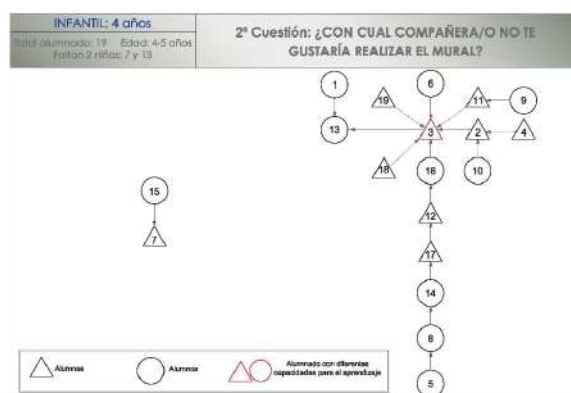 INFANTIL: 4 años
Total alumnado: 19 Edad: 4-5 años
Faltan 2 niñas: 7 y 13
2ª Cuestión: ¿CON CUAL COMPAÑERA/O NO TE
GUSTARÍA REALIZAR EL MURAL?
1
6
19
11
9
13
3
2
4
18
16
10
15
12
7
17
14
8
5
Alumnos
Alumnas
Alumnado con diferentes
capacidades para el aprendizaje